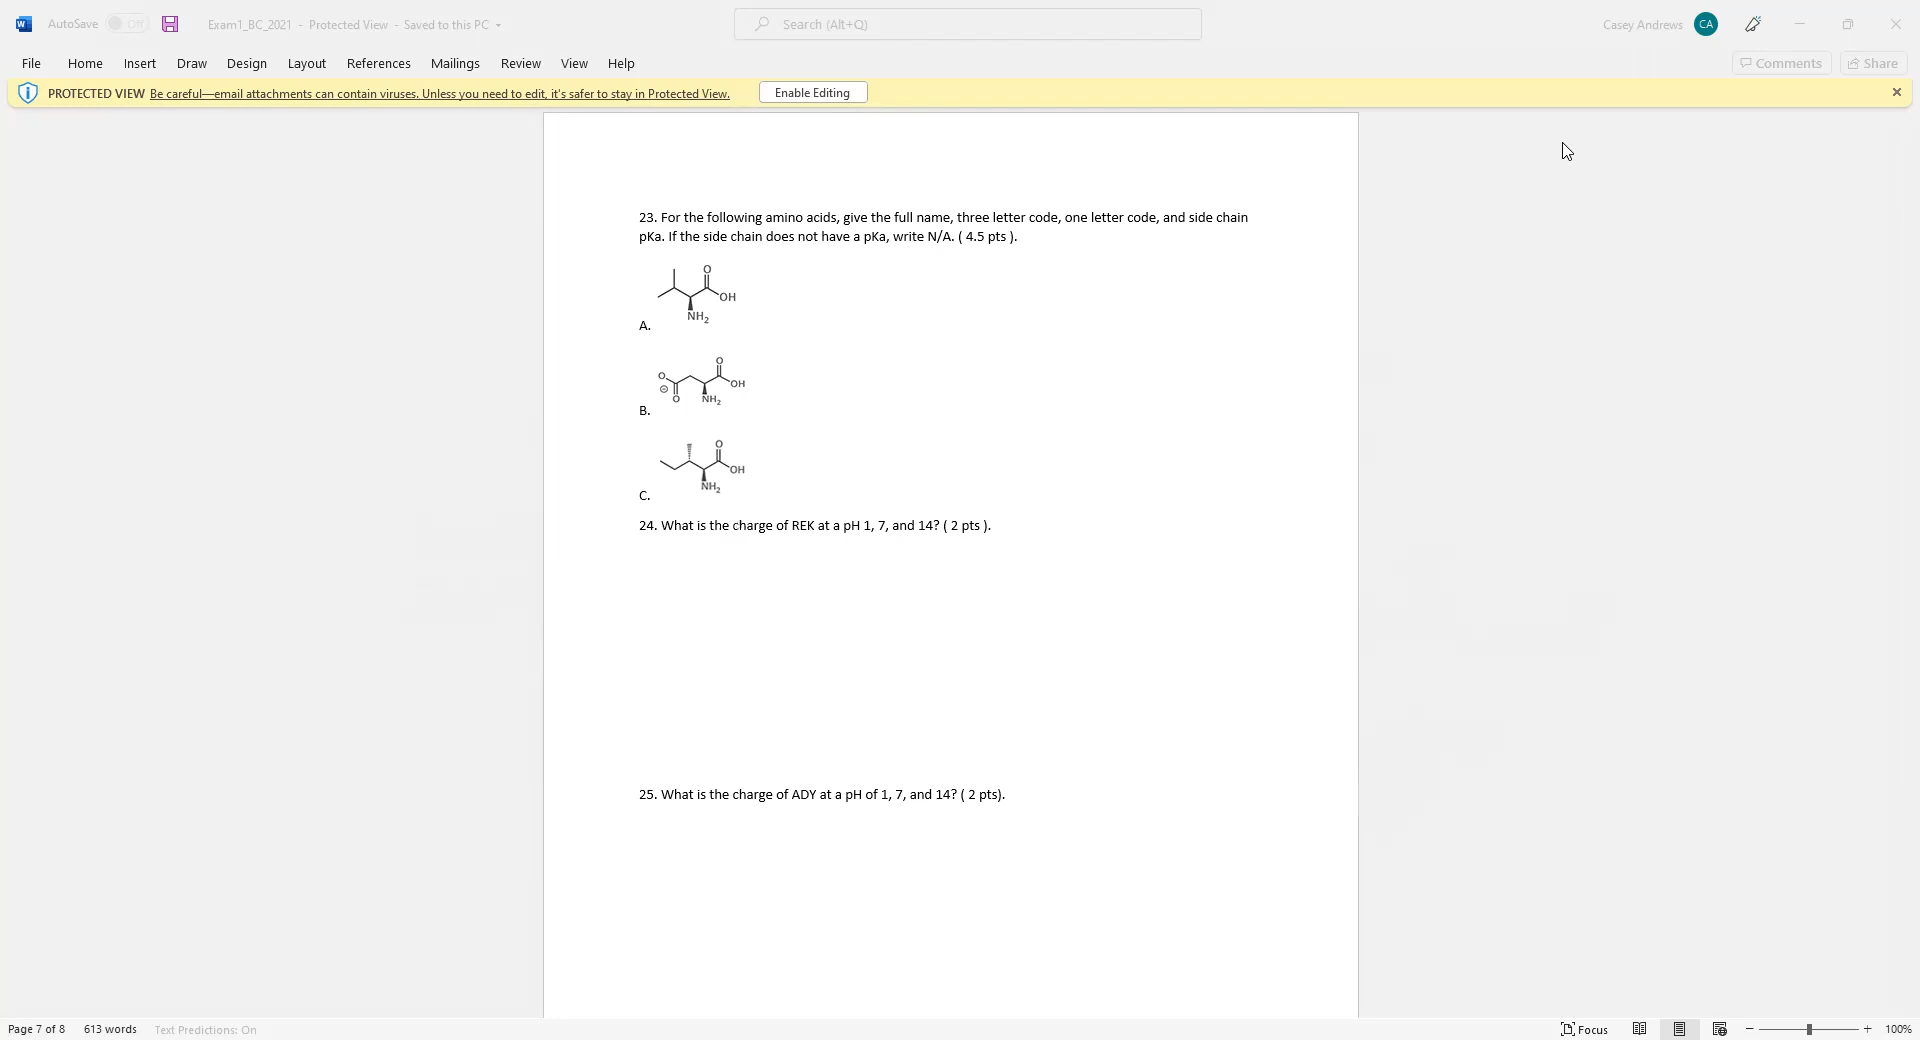 AutoSave Off Exam1_BC_2021 - Protected View - Saved to this PC Search (Alt+Q) Casey Andrews CA
File Home Insert Draw Design Layout References Mailings Review View Help Comments Share
PROTECTED VIEW Be careful—email attachments can contain viruses. Unless you need to edit, it's safer to stay in Protected View. Enable Editing
23. For the following amino acids, give the full name, three letter code, one letter code, and side chain
pKa. If the side chain does not have a pKa, write N/A. ( 4.5 pts ).
O
OH
NH2
A.
O
O OH
⊖ O NH2
B.
O
OH
NH2
C.
24. What is the charge of REK at a pH 1, 7, and 14? ( 2 pts ).
25. What is the charge of ADY at a pH of 1, 7, and 14? ( 2 pts).
Page 7 of 8 613 words Text Predictions: On Focus 100%